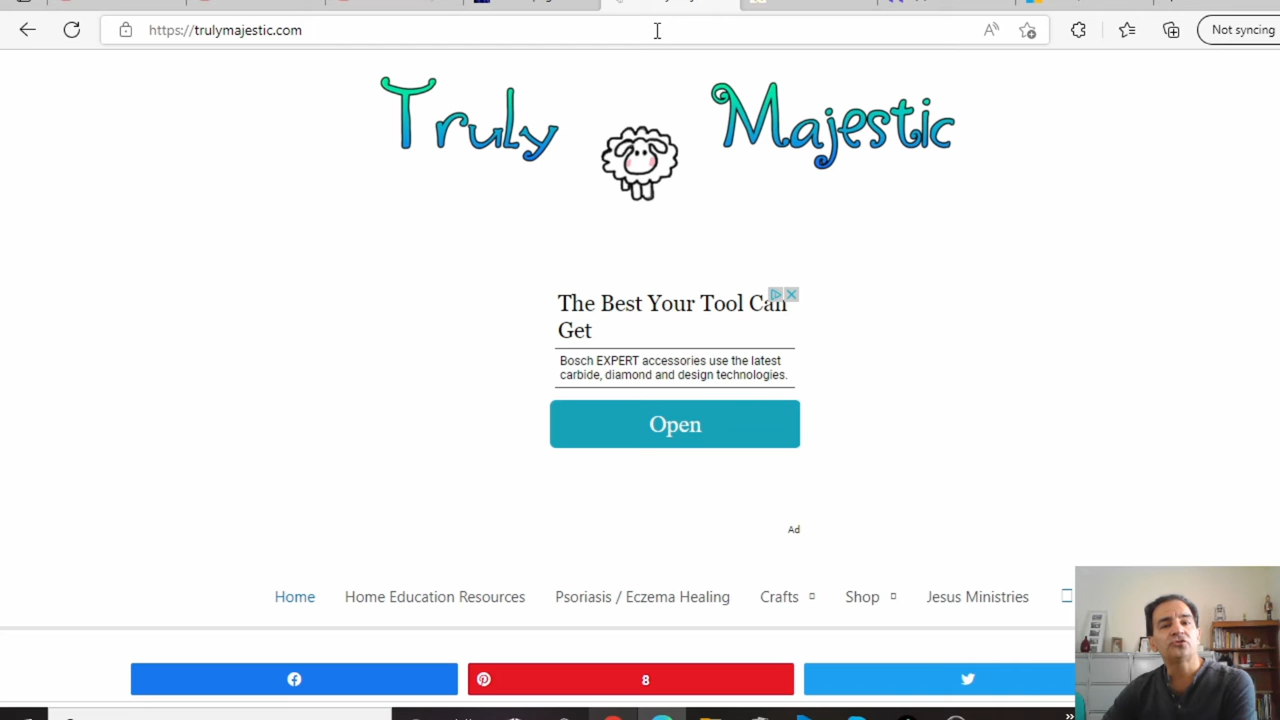 https://trulymajestic.com
Not syncing
Truly Majestic
The Best Your Tool Can
Get
Bosch EXPERT accessories use the latest
carbide, diamond and design technologies.
Open
Ad
Home Home Education Resources Psoriasis / Eczema Healing Crafts Shop Jesus Ministries
8